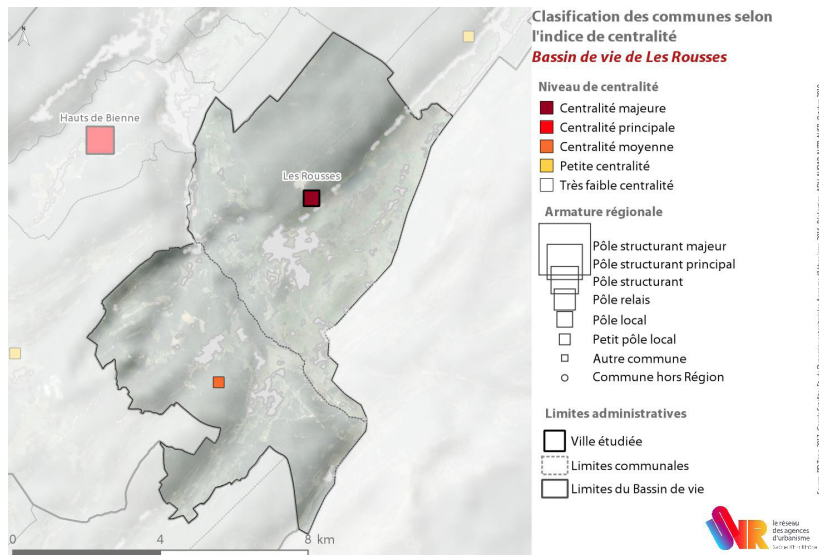 Clasification des communes selon
l'indice de centralité
Bassin de vie de Les Rousses
Niveau de centralité
Centralité majeure
Centralité principale
Centralité moyenne
Petite centralité
Très faible centralité
Armature régionale
Pôle structurant majeur
Pôle structurant principal
Pôle structurant
Pôle relais
Pôle local
Petit pôle local
Autre commune
Commune hors Région
Limites administratives
Ville étudiée
Limites communales
Limites du Bassin de vie
N
Hauts de Bienne
Les Rousses
0 4 8 km
le réseau
des agences
d'urbanisme